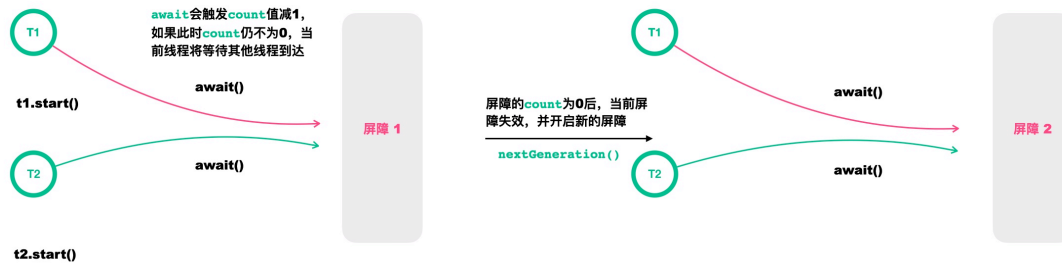 T1
await会触发count值减1,
如果此时count仍不为0，当
前线程将等待其他线程到达
t1.start()
await()
屏障 1
T2
await()
t2.start()
屏障的count为0后，当前屏
障失效，并开启新的屏障
nextGeneration()
T1
await()
屏障 2
T2
await()